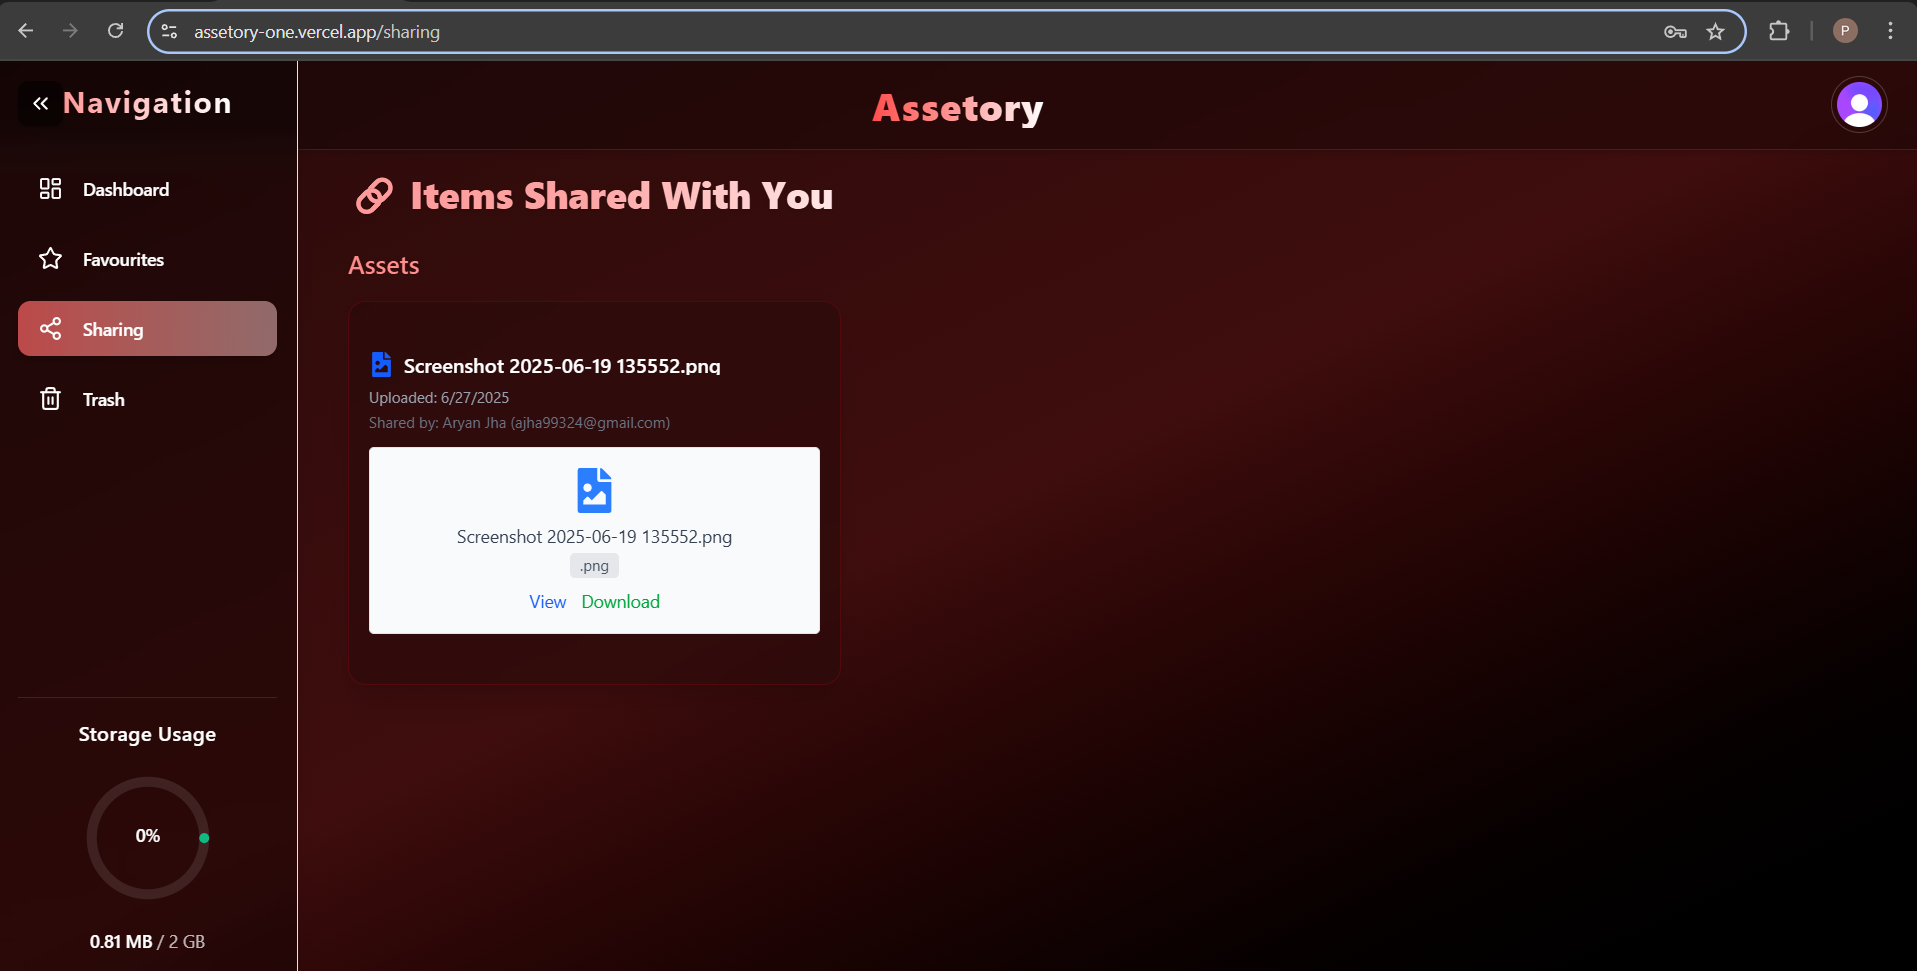 assetory-one.vercel.app/sharing
P
Navigation
Assetory
Dashboard
Favourites
Sharing
Trash
Items Shared With You
Assets
Screenshot 2025-06-19 135552.png
Uploaded: 6/27/2025
Shared by: Aryan Jha (ajha99324@gmail.com)
Screenshot 2025-06-19 135552.png
.png
View Download
Storage Usage
0%
0.81 MB / 2 GB